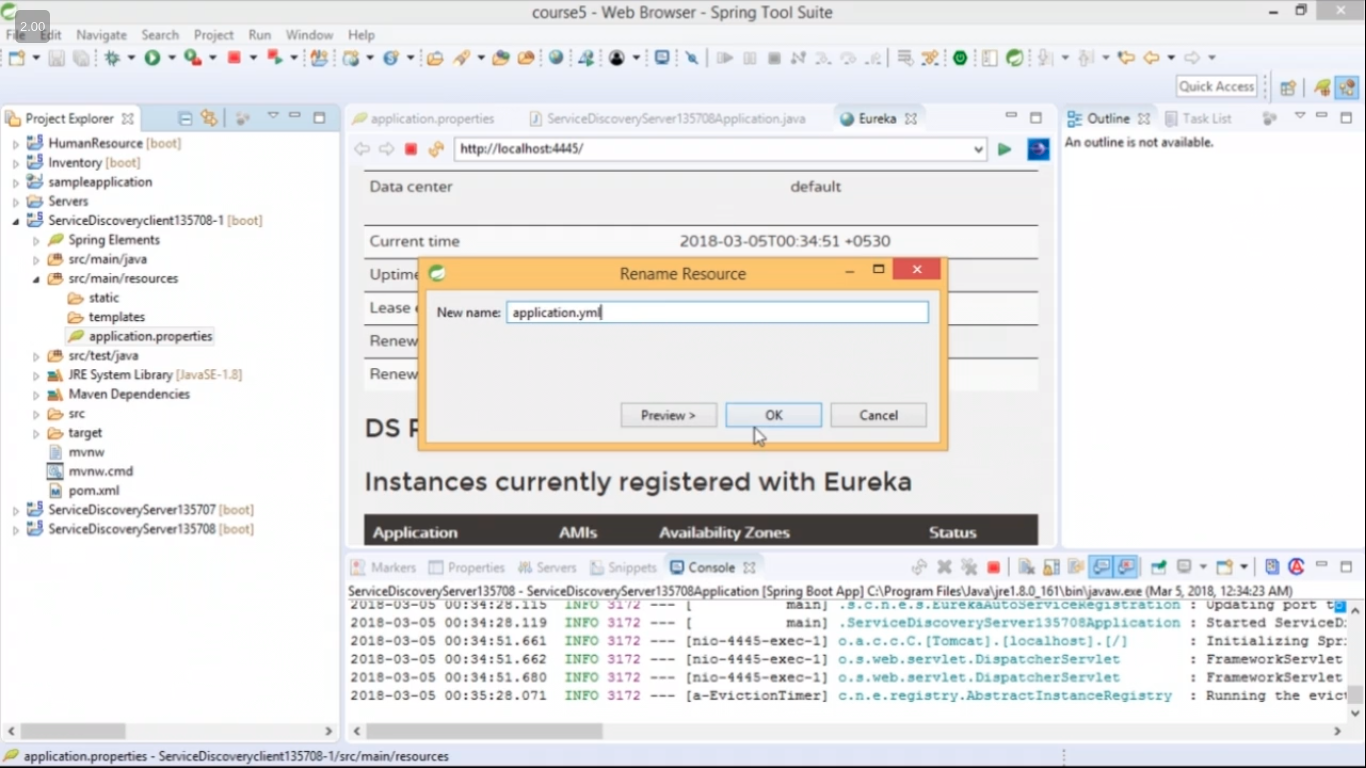 course5 - Web Browser - Spring Tool Suite
2.00
Edit Navigate Search Project Run Window Help
Quick Access
Project Explorer
HumanResource [boot]
Inventory [boot]
sampleapplication
Servers
ServiceDiscoveryclient135708-1 [boot]
Spring Elements
src/main/java
src/main/resources
static
templates
application.properties
src/test/java
JRE System Library [JavaSE-1.8]
Maven Dependencies
src
target
mvnw
mvnw.cmd
pom.xml
ServiceDiscoveryServer135707 [boot]
ServiceDiscoveryServer135708 [boot]
application.properties ServiceDiscoveryServer135708Application.java Eureka
http://localhost:4445/
Data center default
Current time 2018-03-05T00:34:51 +0530
Uptime
Lease
Renew
Renew
DS
Rename Resource
New name: application.yml
Preview > OK Cancel
Instances currently registered with Eureka
Application AMIs Availability Zones Status
Outline Task List
An outline is not available.
Markers Properties Servers Snippets Console
ServiceDiscoveryServer135708 - ServiceDiscoveryServer135708Application [Spring Boot App] C:\Program Files\Java\jre1.8.0_161\bin\javaw.exe (Mar 5, 2018, 12:34:23 AM)
2018-03-05 00:34:28.115 INFO 3172 --- [ main] .s.c.n.e.s.EurekaAutoServiceRegistration : Updating port
2018-03-05 00:34:28.119 INFO 3172 --- [ main] .ServiceDiscoveryServer135708Application : Started ServiceD
2018-03-05 00:34:51.661 INFO 3172 --- [nio-4445-exec-1] o.a.c.c.C.[Tomcat].[localhost].[/] : Initializing Spr
2018-03-05 00:34:51.662 INFO 3172 --- [nio-4445-exec-1] o.s.web.servlet.DispatcherServlet : FrameworkServlet
2018-03-05 00:34:51.680 INFO 3172 --- [nio-4445-exec-1] o.s.web.servlet.DispatcherServlet : FrameworkServlet
2018-03-05 00:35:28.071 INFO 3172 --- [a-EvictionTimer] c.n.e.registry.AbstractInstanceRegistry : Running the evic
application.properties - ServiceDiscoveryclient135708-1/src/main/resources